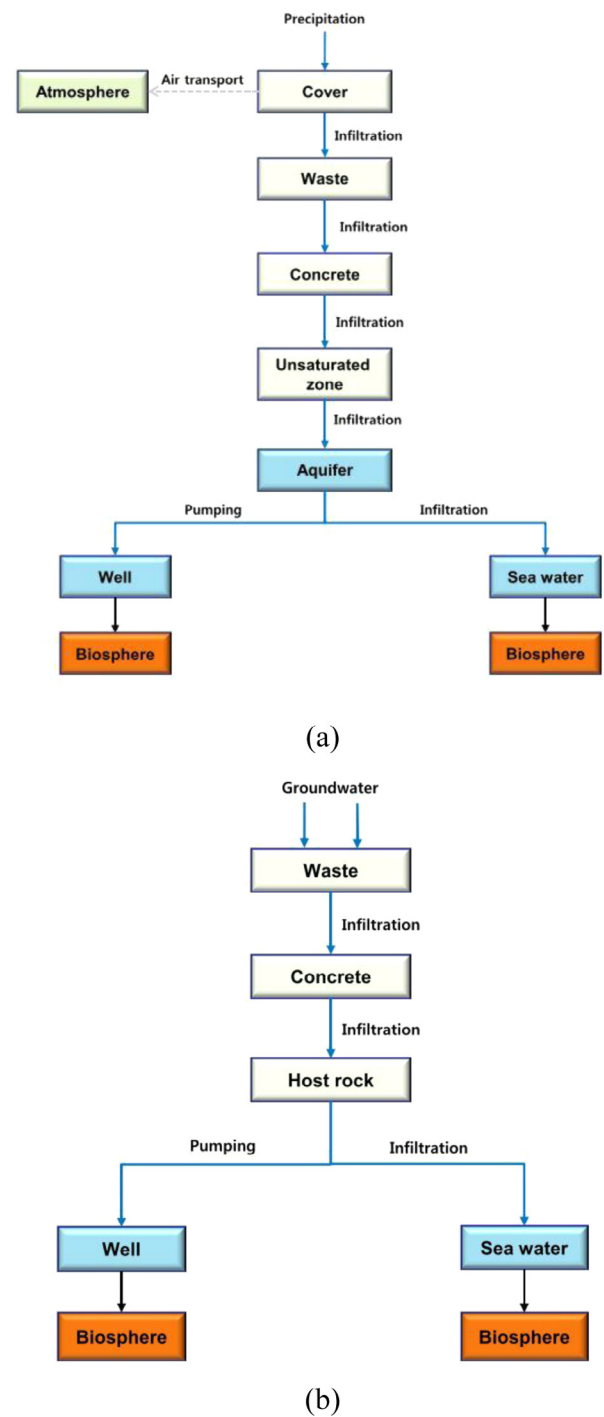 Precipitation
Atmosphere
Air transport
Cover
Infiltration
Waste
Infiltration
Concrete
Infiltration
Unsaturated
zone
Infiltration
Aquifer
Pumping
Infiltration
Well
Sea water
Biosphere
Biosphere
(a)
Groundwater
Waste
Infiltration
Concrete
Infiltration
Host rock
Pumping
Infiltration
Well
Sea water
Biosphere
Biosphere
(b)